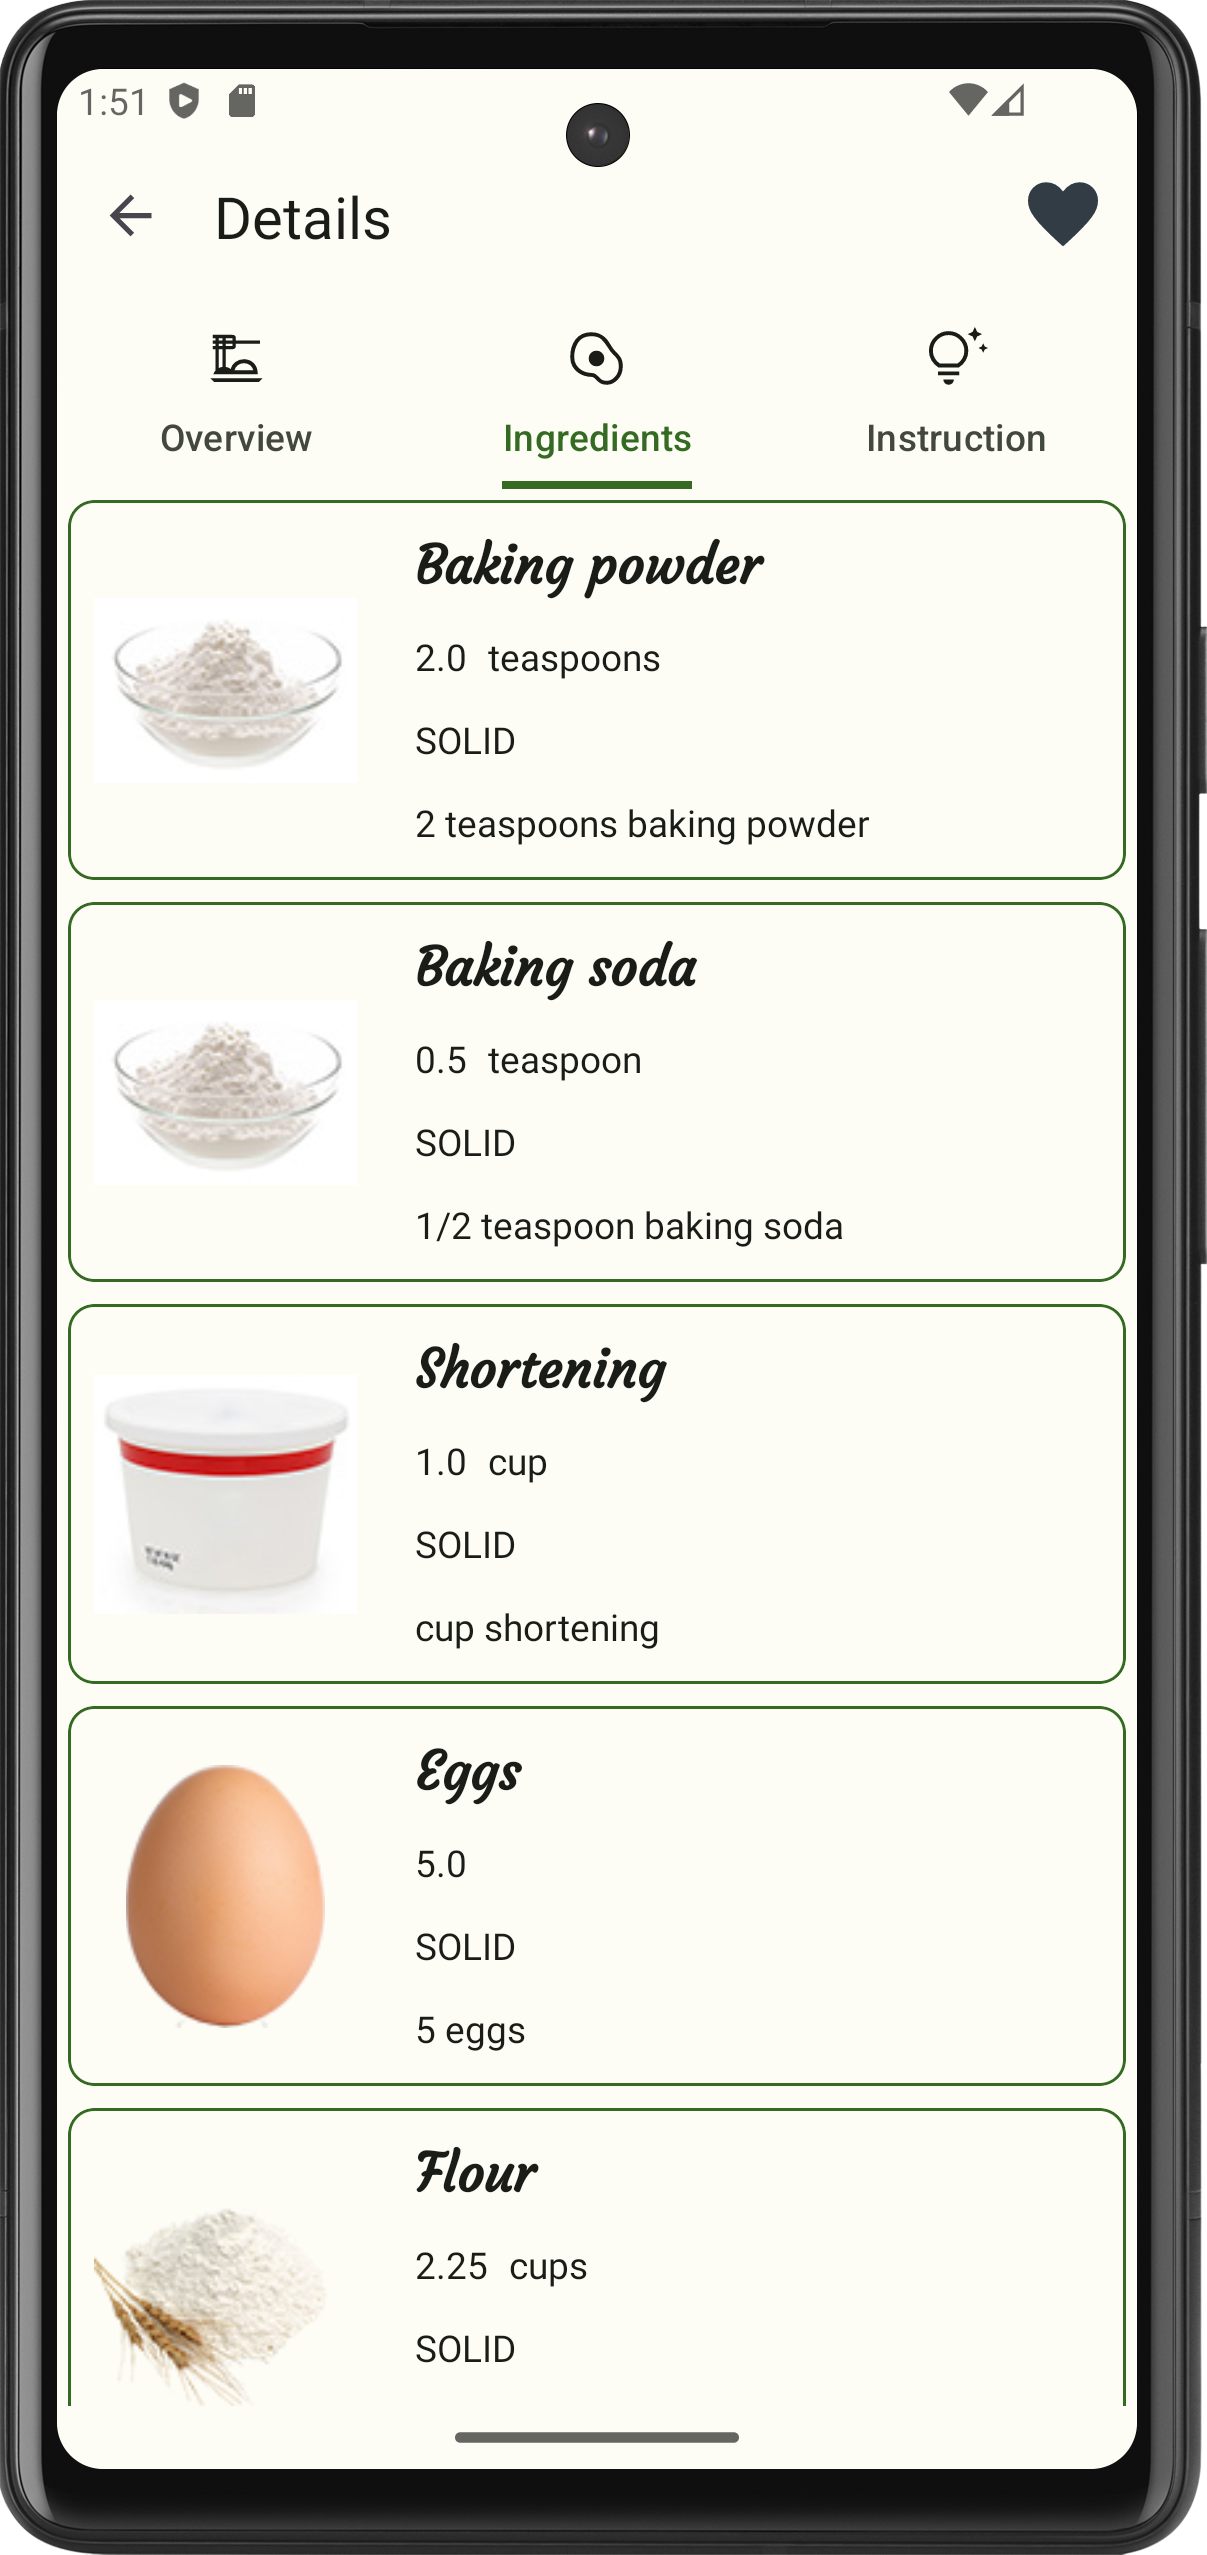 1:51
Details
Overview
Ingredients
Instruction
Baking powder
2.0 teaspoons
SOLID
2 teaspoons baking powder
Baking soda
0.5 teaspoon
SOLID
1/2 teaspoon baking soda
Shortening
1.0 cup
SOLID
cup shortening
Eggs
5.0
SOLID
5 eggs
Flour
2.25 cups
SOLID